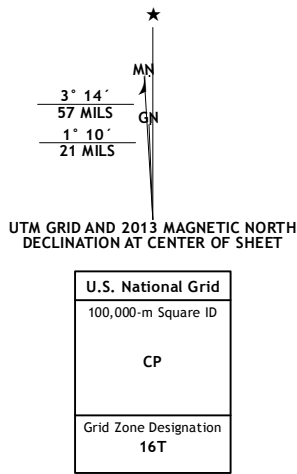 ★
MN
3° 14´
57 MILS
GN
1° 10´
21 MILS
UTM GRID AND 2013 MAGNETIC NORTH
DECLINATION AT CENTER OF SHEET
U.S. National Grid
100,000-m Square ID
CP
Grid Zone Designation
16T